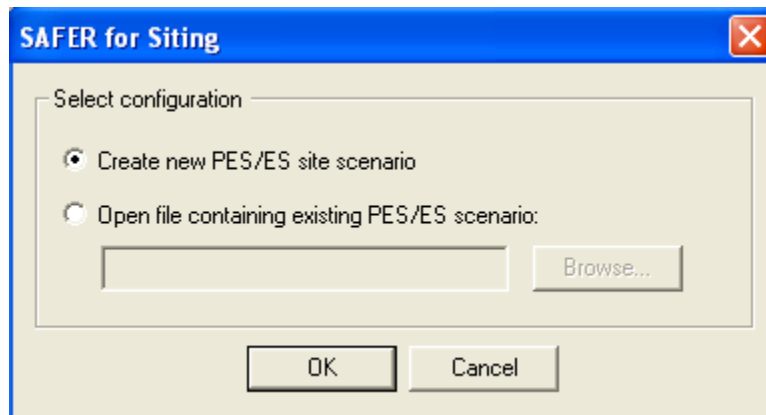 SAFER for Siting
Select configuration
Create new PES/ES site scenario
Open file containing existing PES/ES scenario:
Browse...
OK
Cancel